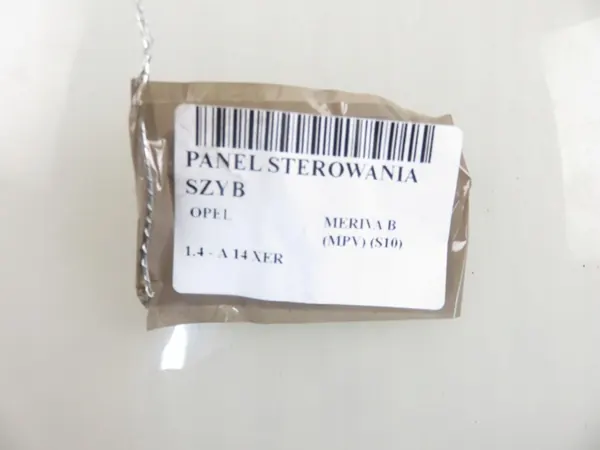 PANEL STEROWANIA
SZYB
OPEL
MERIVA B
(MPV) (S10)
1.4 - A 14 XER